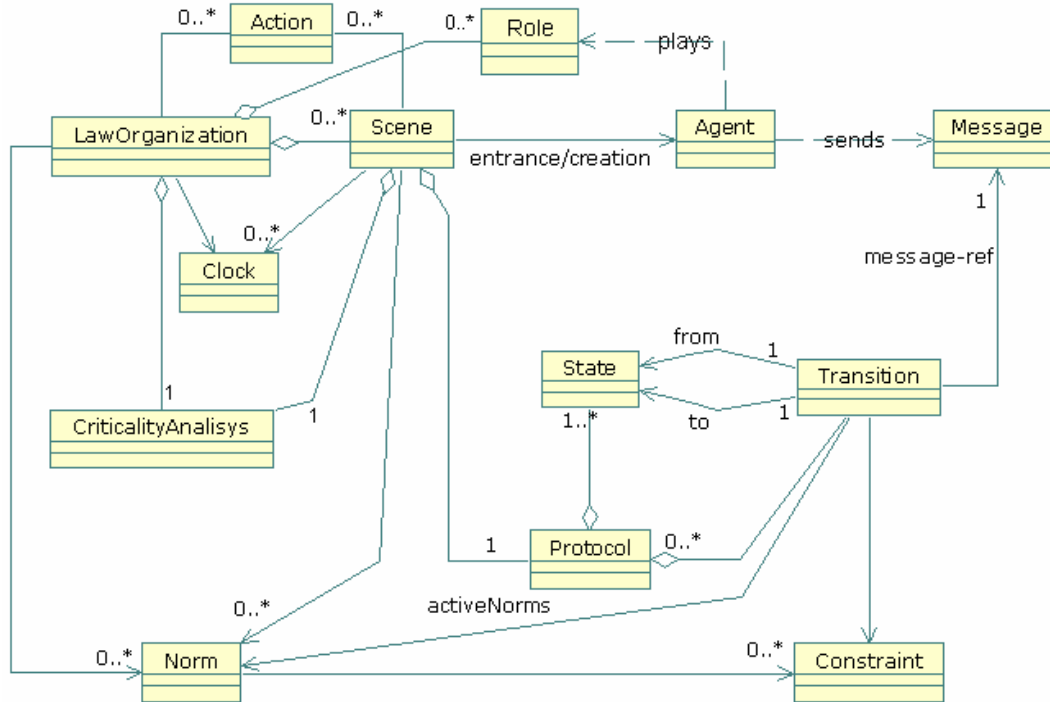 0..*
Action
0..*
0..*
Role
plays
LawOrganization
0..*
Scene
entrance/creation
Agent
sends
Message
1
0..*
Clock
message-ref
from
1
State
Transition
1
1
CriticalityAnalisys
1..*
to
1
1
Protocol
0..*
activeNorms
0..*
0..*
Norm
0..*
Constraint